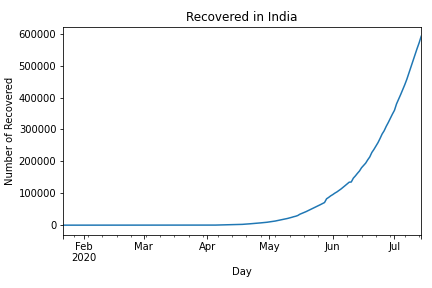 Recovered in India
Number of Recovered
600000
500000
400000
300000
200000
100000
0
Feb Mar Apr May Jun Jul
2020
Day